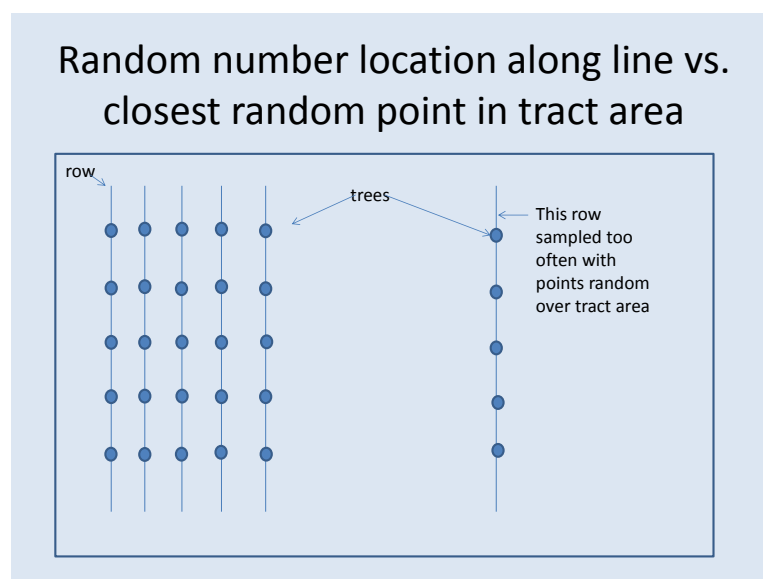 Random number location along line vs.
closest random point in tract area
row
trees
This row
sampled too
often with
points random
over tract area